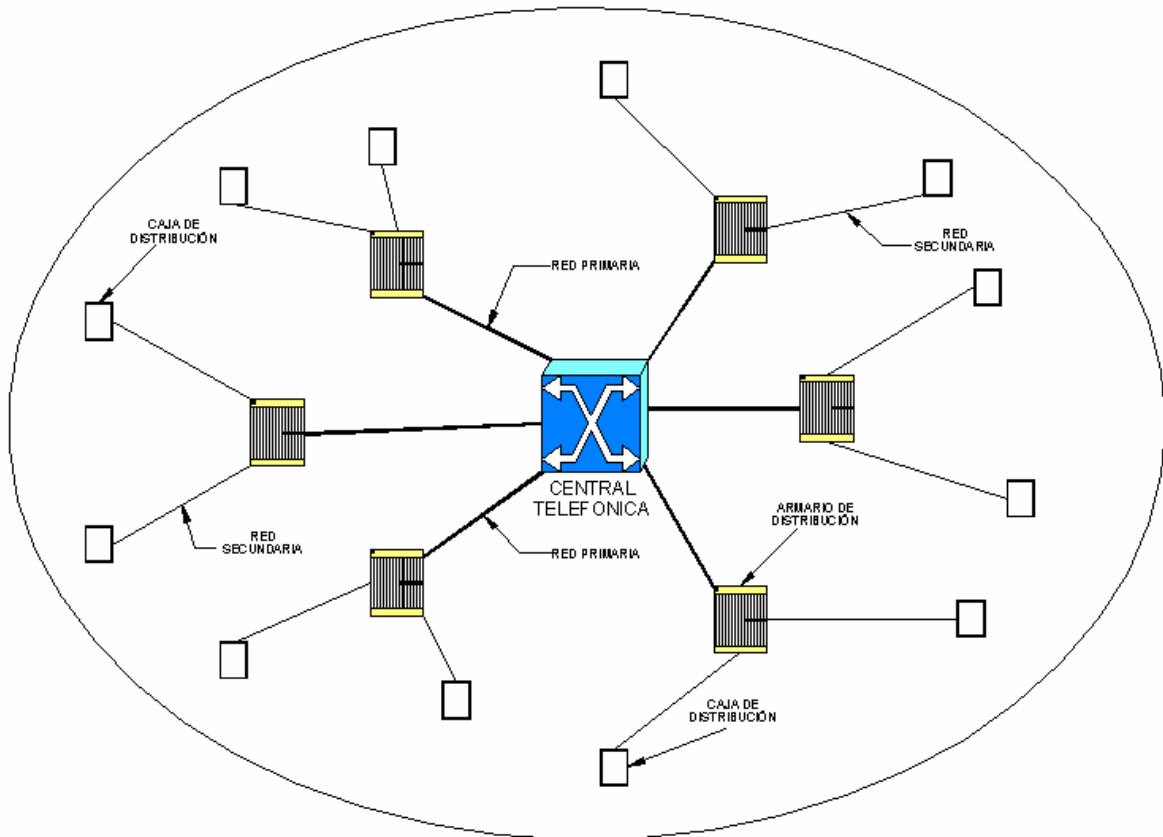 CAJA DE
DISTRIBUCIÓN
RED
SECUNDARIA
RED PRIMARIA
CENTRAL
TELEFONICA
ARMARIO DE
DISTRIBUCIÓN
RED
SECUNDARIA
RED PRIMARIA
CAJA DE
DISTRIBUCIÓN